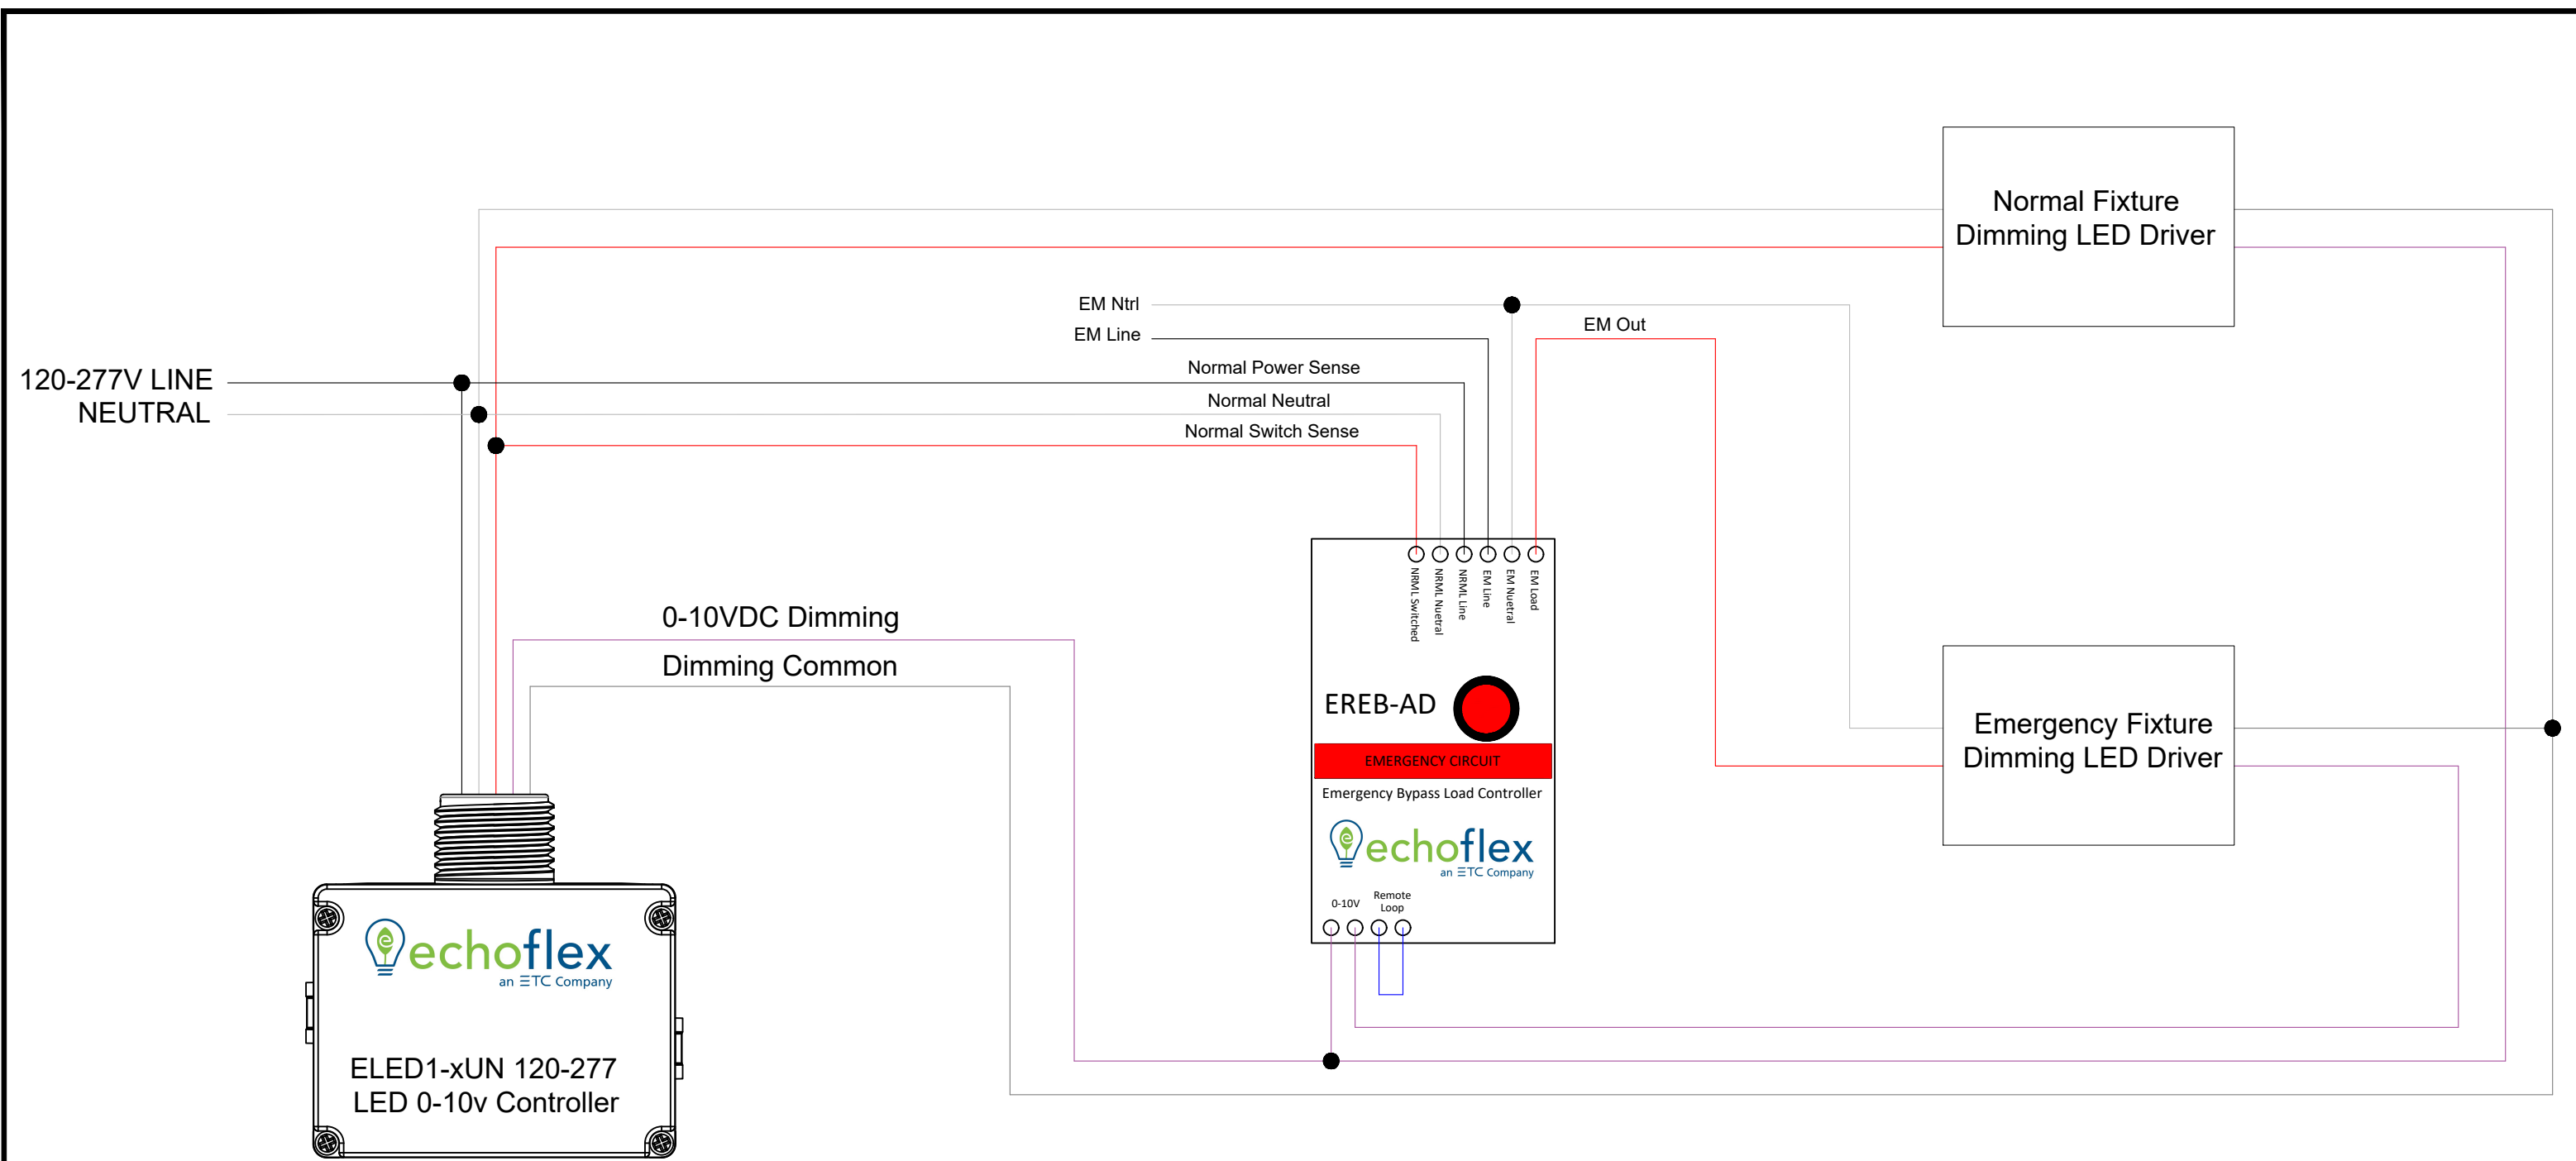 Normal Fixture
Dimming LED Driver
EM Ntrl
EM Line
EM Out
120-277V LINE
NEUTRAL
Normal Power Sense
Normal Neutral
Normal Switch Sense
NRML Switched
NRML Nuetral
NRML Line
EM Line
EM Nuetral
EM Load
0-10VDC Dimming
Dimming Common
EREB-AD
EMERGENCY CIRCUIT
Emergency Bypass Load Controller
echoflex
an ETC Company
0-10V
Remote
Loop
Emergency Fixture
Dimming LED Driver
echoflex
an ETC Company
ELED1-xUN 120-277
LED 0-10v Controller